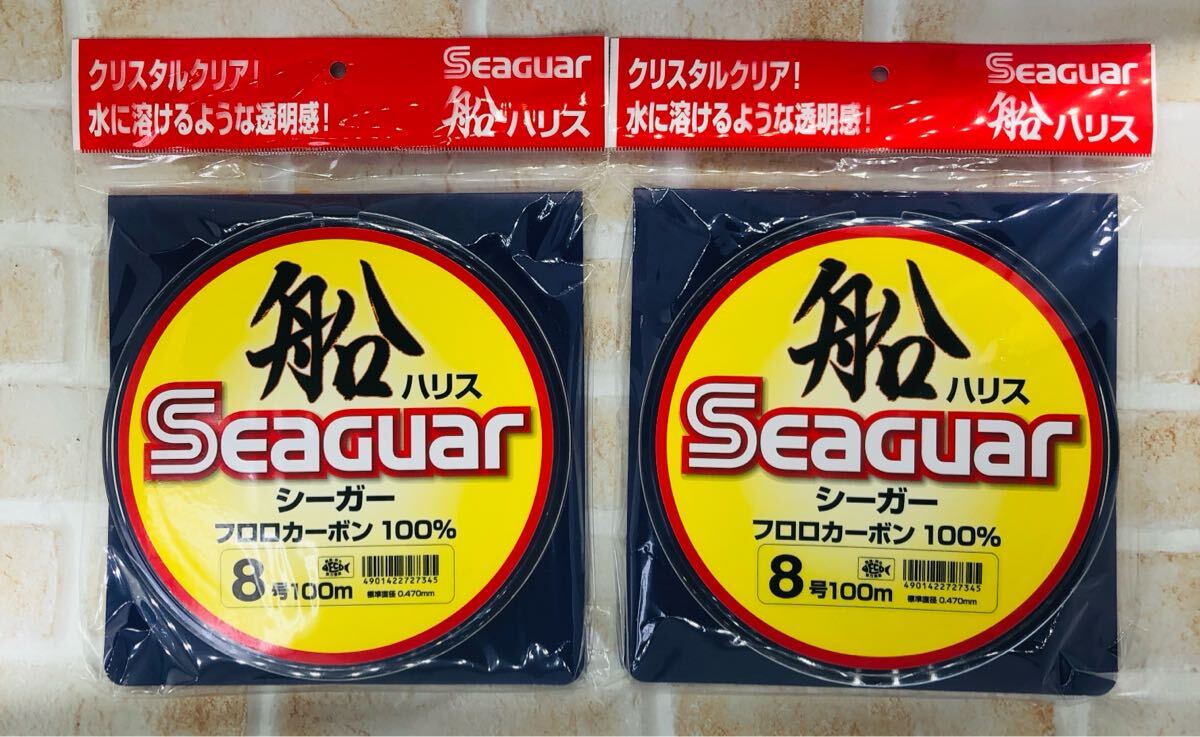 クリスタルクリア!
水に溶けるような透明感!
SEAGUAR
船ハリス
船
ハリス
SEAGUAR
シーガー
フロロカーボン 100%
8号100m
4901422727345
標準直径 0.470mm
クリスタルクリア!
水に溶けるような透明感!
SEAGUAR
船ハリス
船
ハリス
SEAGUAR
シーガー
フロロカーボン 100%
8号100m
4901422727345
標準直径 0.470mm